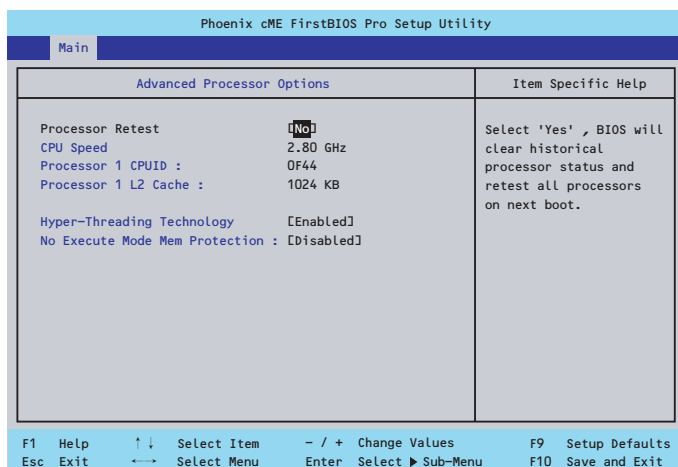 Phoenix cME FirstBIOS Pro Setup Utility
Main
Advanced Processor Options
Item Specific Help
Processor Retest [No]
CPU Speed 2.80 GHz
Processor 1 CPUID : 0F44
Processor 1 L2 Cache : 1024 KB
Hyper-Threading Technology [Enabled]
No Execute Mode Mem Protection : [Disabled]
Select 'Yes' , BIOS will
clear historical
processor status and
retest all processors
on next boot.
F1 Help ↑↓ Select Item - / + Change Values F9 Setup Defaults
Esc Exit ←→ Select Menu Enter Select ▶ Sub-Menu F10 Save and Exit